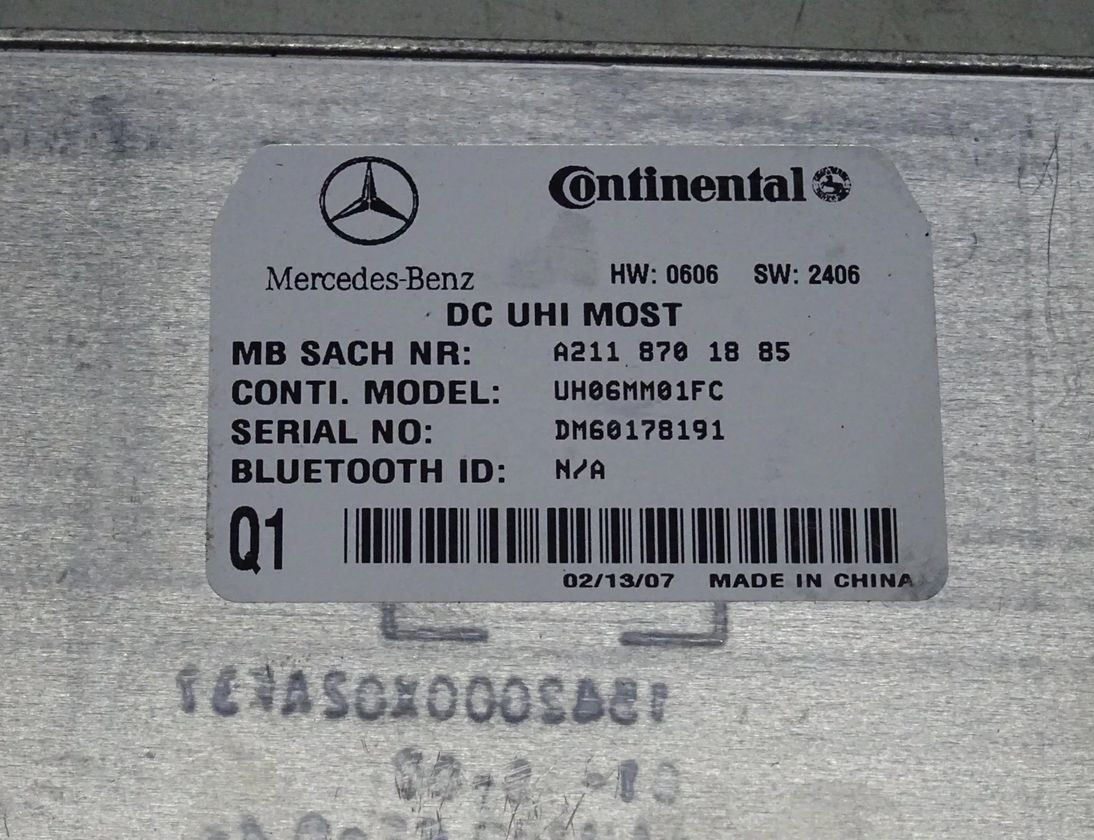 Continental
Mercedes-Benz
HW: 0606 SW: 2406
DC UHI MOST
MB SACH NR: A211 870 18 85
CONTI. MODEL: UH06MM01FC
SERIAL NO: DM60178191
BLUETOOTH ID: N/A
Q1
02/13/07 MADE IN CHINA